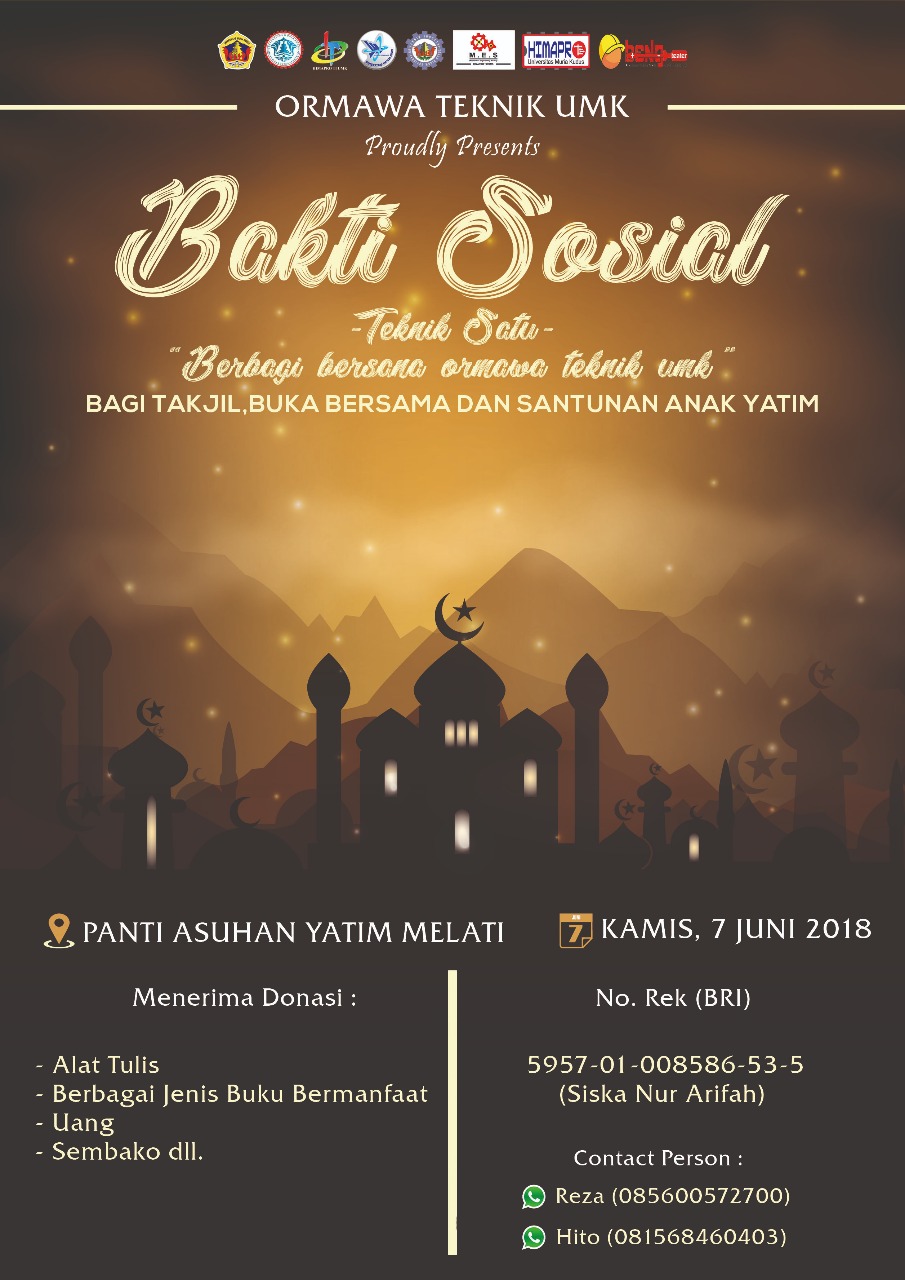 M.E.S
HIMAPRO TE
Universitas Muria Kudus
ORMAWA TEKNIK UMK
Proudly Presents
Bakti Sosial
-Teknik Satu-
"Berbagi bersana ormawa teknik umk"
BAGI TAKJIL,BUKA BERSAMA DAN SANTUNAN ANAK YATIM
PANTI ASUHAN YATIM MELATI
7 KAMIS, 7 JUNI 2018
Menerima Donasi :
- Alat Tulis
- Berbagai Jenis Buku Bermanfaat
- Uang
- Sembako dll.
No. Rek (BRI)
5957-01-008586-53-5
(Siska Nur Arifah)
Contact Person :
Reza (085600572700)
Hito (081568460403)